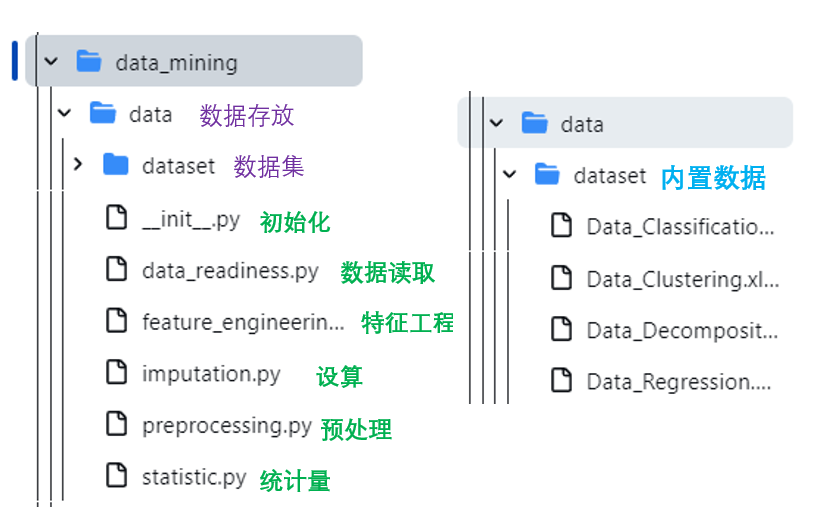 data_mining
data 数据存放
dataset 数据集
__init__.py 初始化
data_readiness.py 数据读取
feature_engineerin... 特征工程
imputation.py 设算
preprocessing.py 预处理
statistic.py 统计量
data
dataset 内置数据
Data_Classificatio...
Data_Clustering.xl...
Data_Decomposit...
Data_Regression....